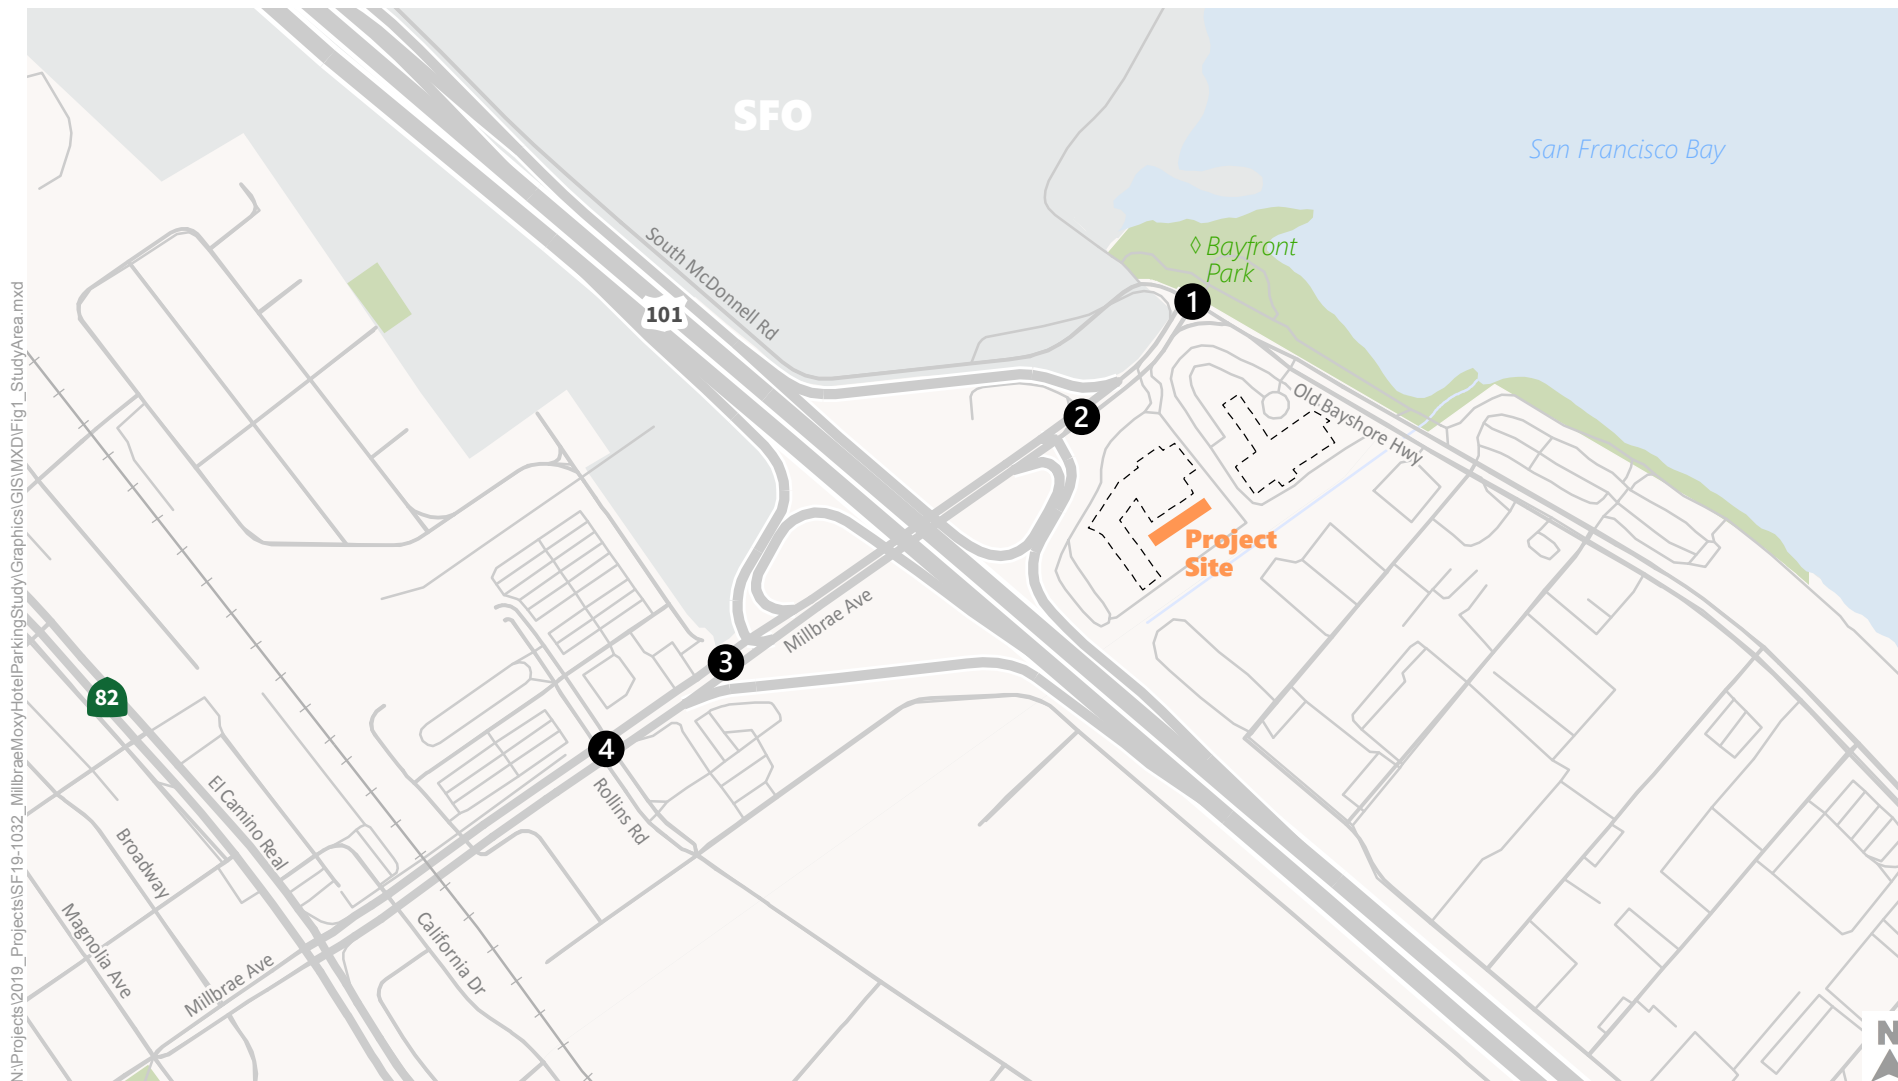 SFO
San Francisco Bay
Bayfront
Park
1
South McDonnell Rd
101
Old Bayshore Hwy
2
Project
Site
Millbrae Ave
3
82
4
El Camino Real
Rollins Rd
Broadway
Magnolia Ave
California Dr
Millbrae Ave
N
N:\Projects\2019_Projects\SF19-1032_MillbraeMoxyHotelParkingStudy\Graphics\GIS\MXD\Fig1_StudyArea.mxd